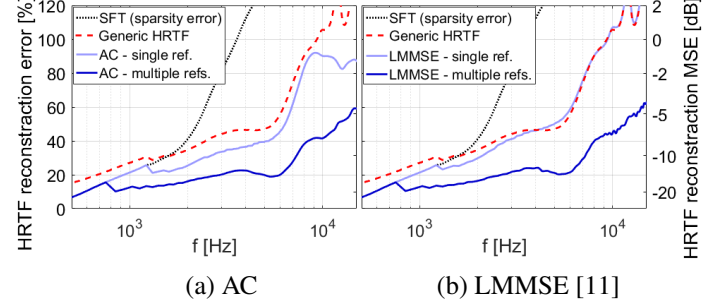 HRTF reconstraction error [%]
120
100
80
60
40
20
0
SFT (sparsity error)
Generic HRTF
AC - single ref.
AC - multiple refs.
10³
10⁴
f [Hz]
(a) AC
SFT (sparsity error)
Generic HRTF
LMMSE - single ref.
LMMSE - multiple refs.
10³
10⁴
f [Hz]
2
0
-2
-5
-10
-20
HRTF reconstraction MSE [dB]
(b) LMMSE [11]